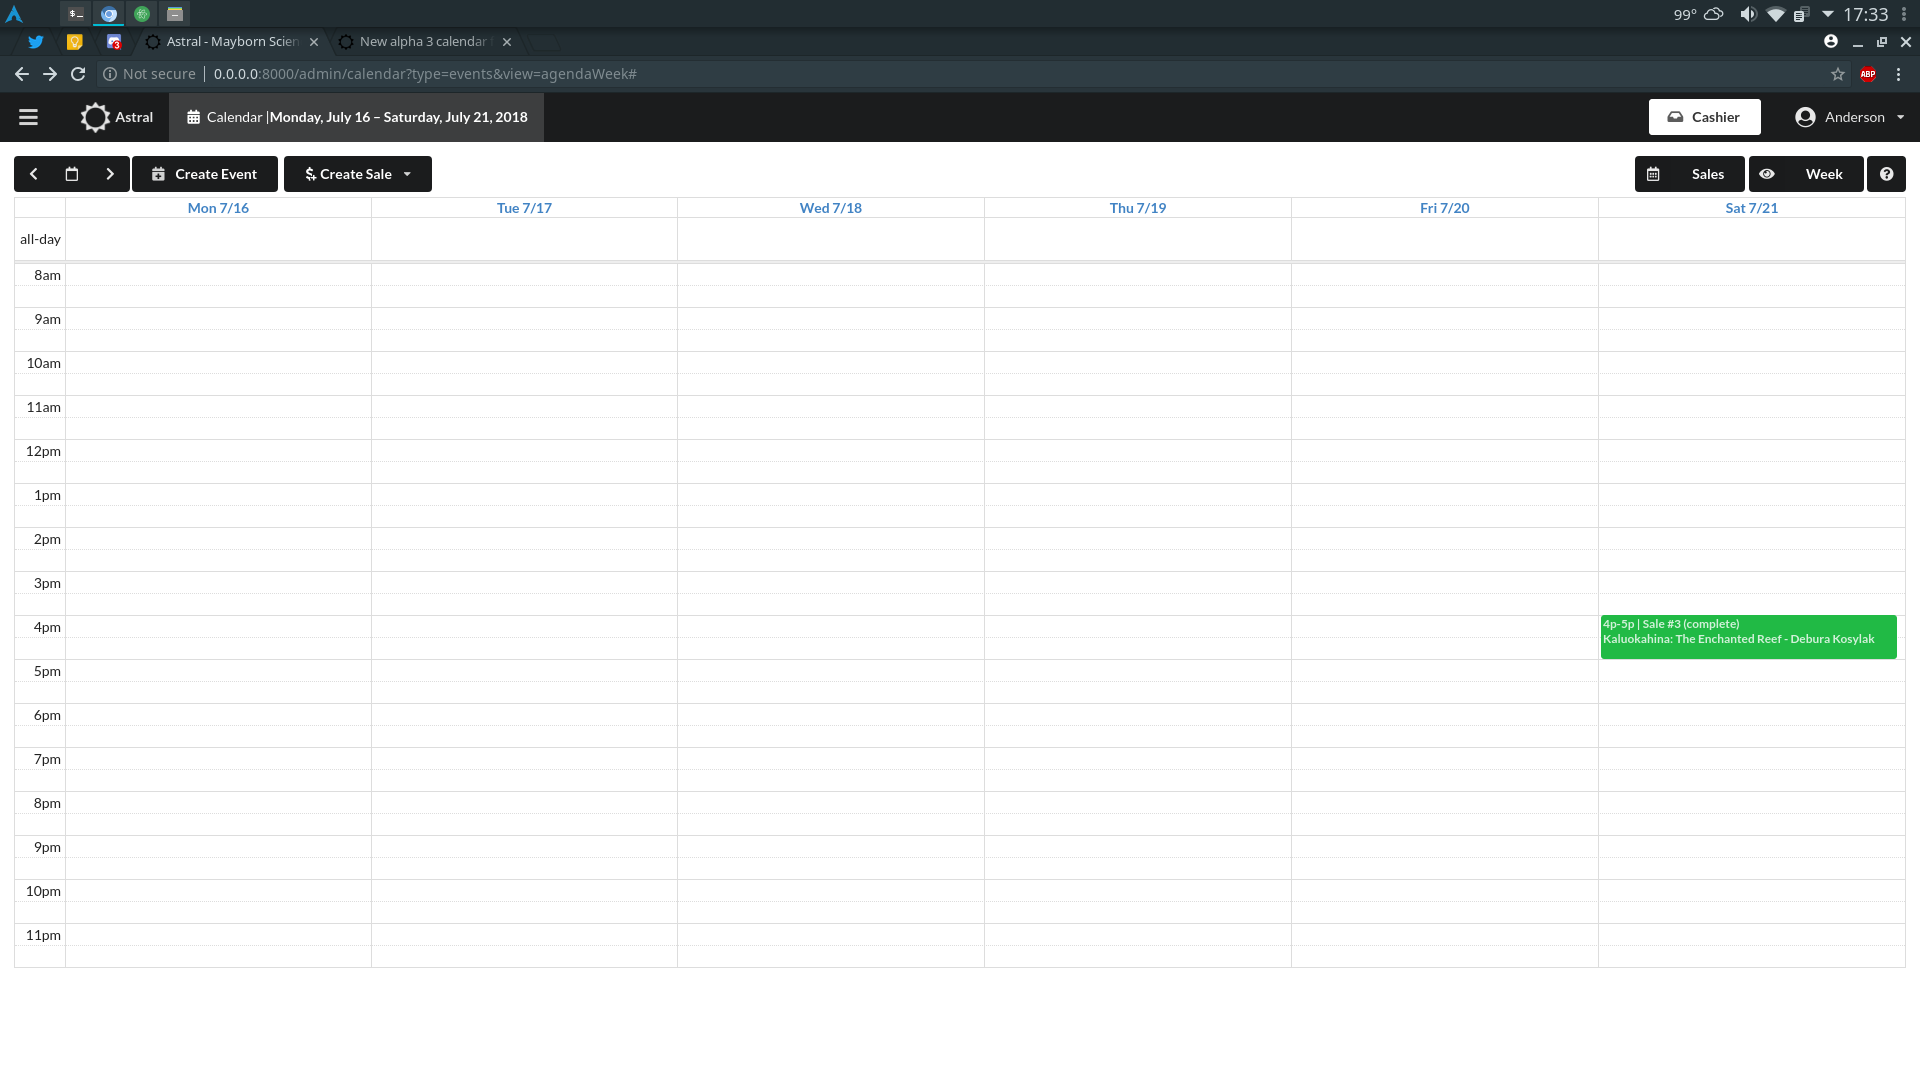 99° 17:33
3
Astral - Mayborn Scien
New alpha 3 calendar
Not secure | 0.0.0.0:8000/admin/calendar?type=events&view=agendaWeek#
ABP
Astral
Calendar |Monday, July 16 – Saturday, July 21, 2018
Cashier
Anderson
Create Event
Create Sale
Sales
Week
Mon 7/16
Tue 7/17
Wed 7/18
Thu 7/19
Fri 7/20
Sat 7/21
all-day
8am
9am
10am
11am
12pm
1pm
2pm
3pm
4pm
4p-5p | Sale #3 (complete)
Kaluokahina: The Enchanted Reef - Debura Kosylak
5pm
6pm
7pm
8pm
9pm
10pm
11pm